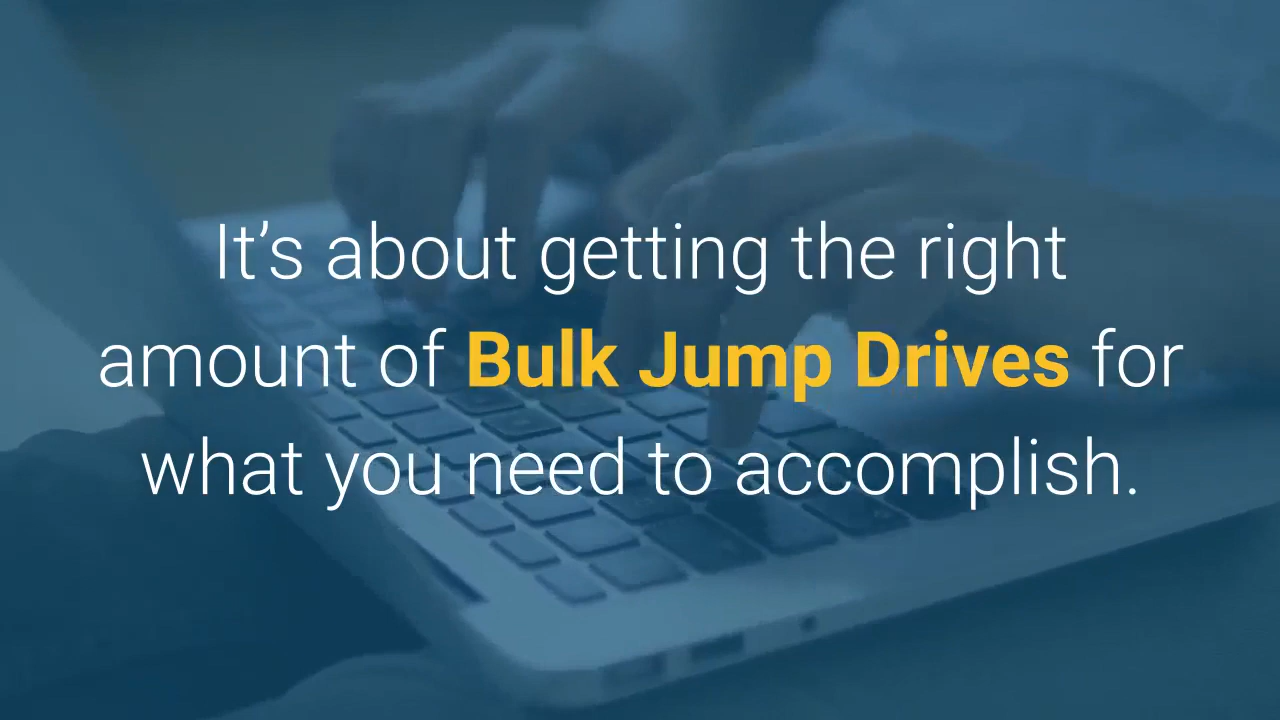 It’s about getting the right
amount of Bulk Jump Drives for
what you need to accomplish.